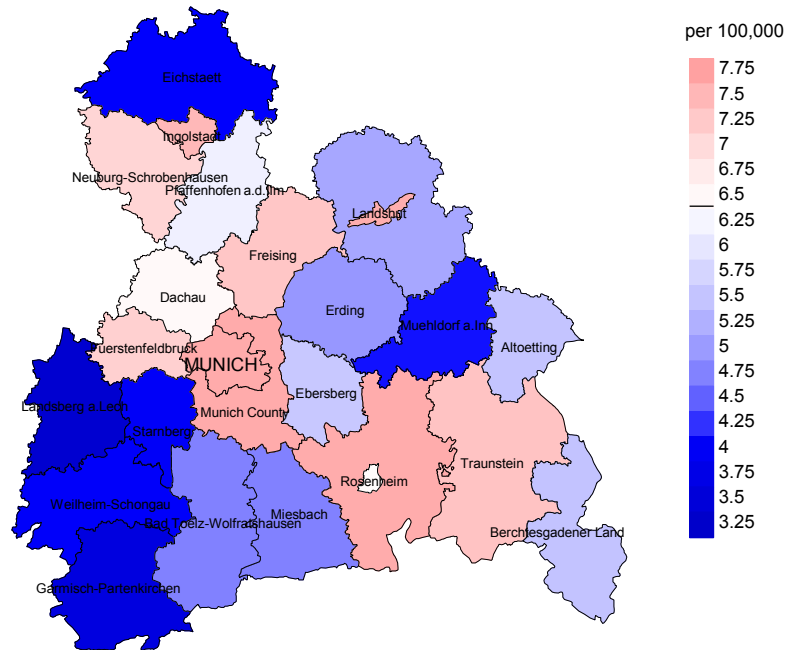 per 100,000
7.75
7.5
7.25
7
6.75
6.5
6.25
6
5.75
5.5
5.25
5
4.75
4.5
4.25
4
3.75
3.5
3.25
Eichstaett
Ingolstadt
Neuburg-Schrobenhausen
Pfaffenhofen a.d.Ilm
Landshut
Freising
Dachau
Erding
Muehldorf a.Inn
Altoetting
Fuerstenfeldbruck
MUNICH
Ebersberg
Landsberg a.Lech
Munich County
Starnberg
Traunstein
Rosenheim
Weilheim-Schongau
Miesbach
Bad Toelz-Wolfratshausen
Berchtesgadener Land
Garmisch-Partenkirchen